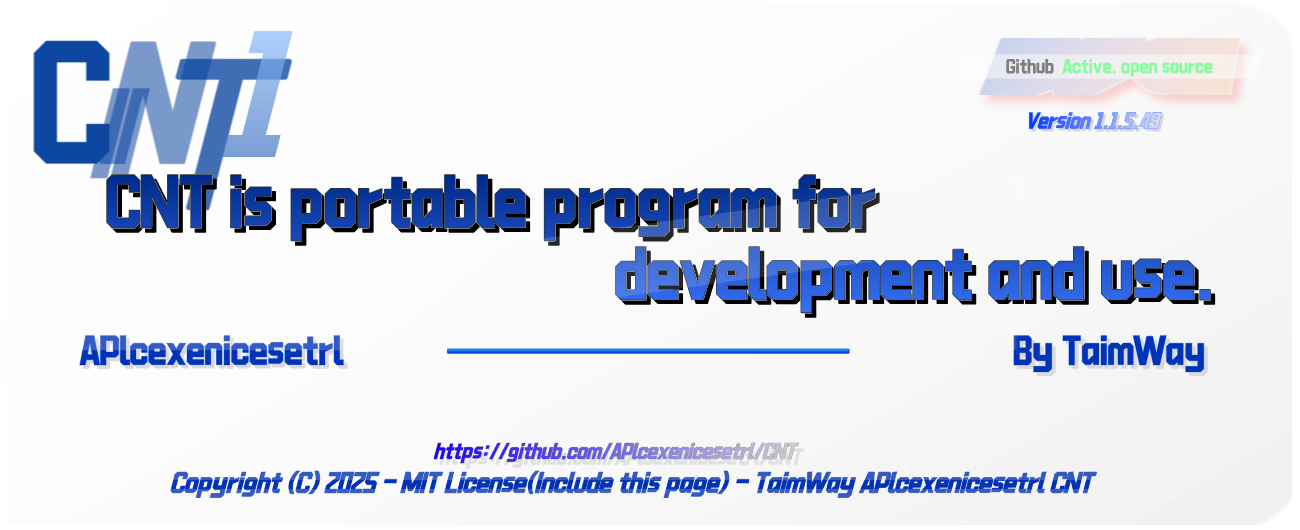 CNT1
Github Active. open source
Version 1.1.5.49
CNT is portable program for
development and use.
APlcexenicesetrl
By TaimWay
https://github.com/APlcexenicesetrl/CNT
Copyright (C) 2025 - MIT License(include this page) - TaimWay APlcexenicesetrl CNT